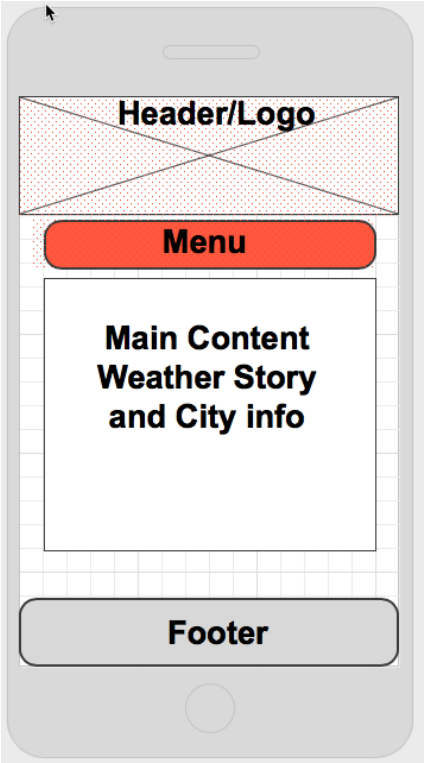 Header/Logo
Menu
Main Content
Weather Story
and City info
Footer